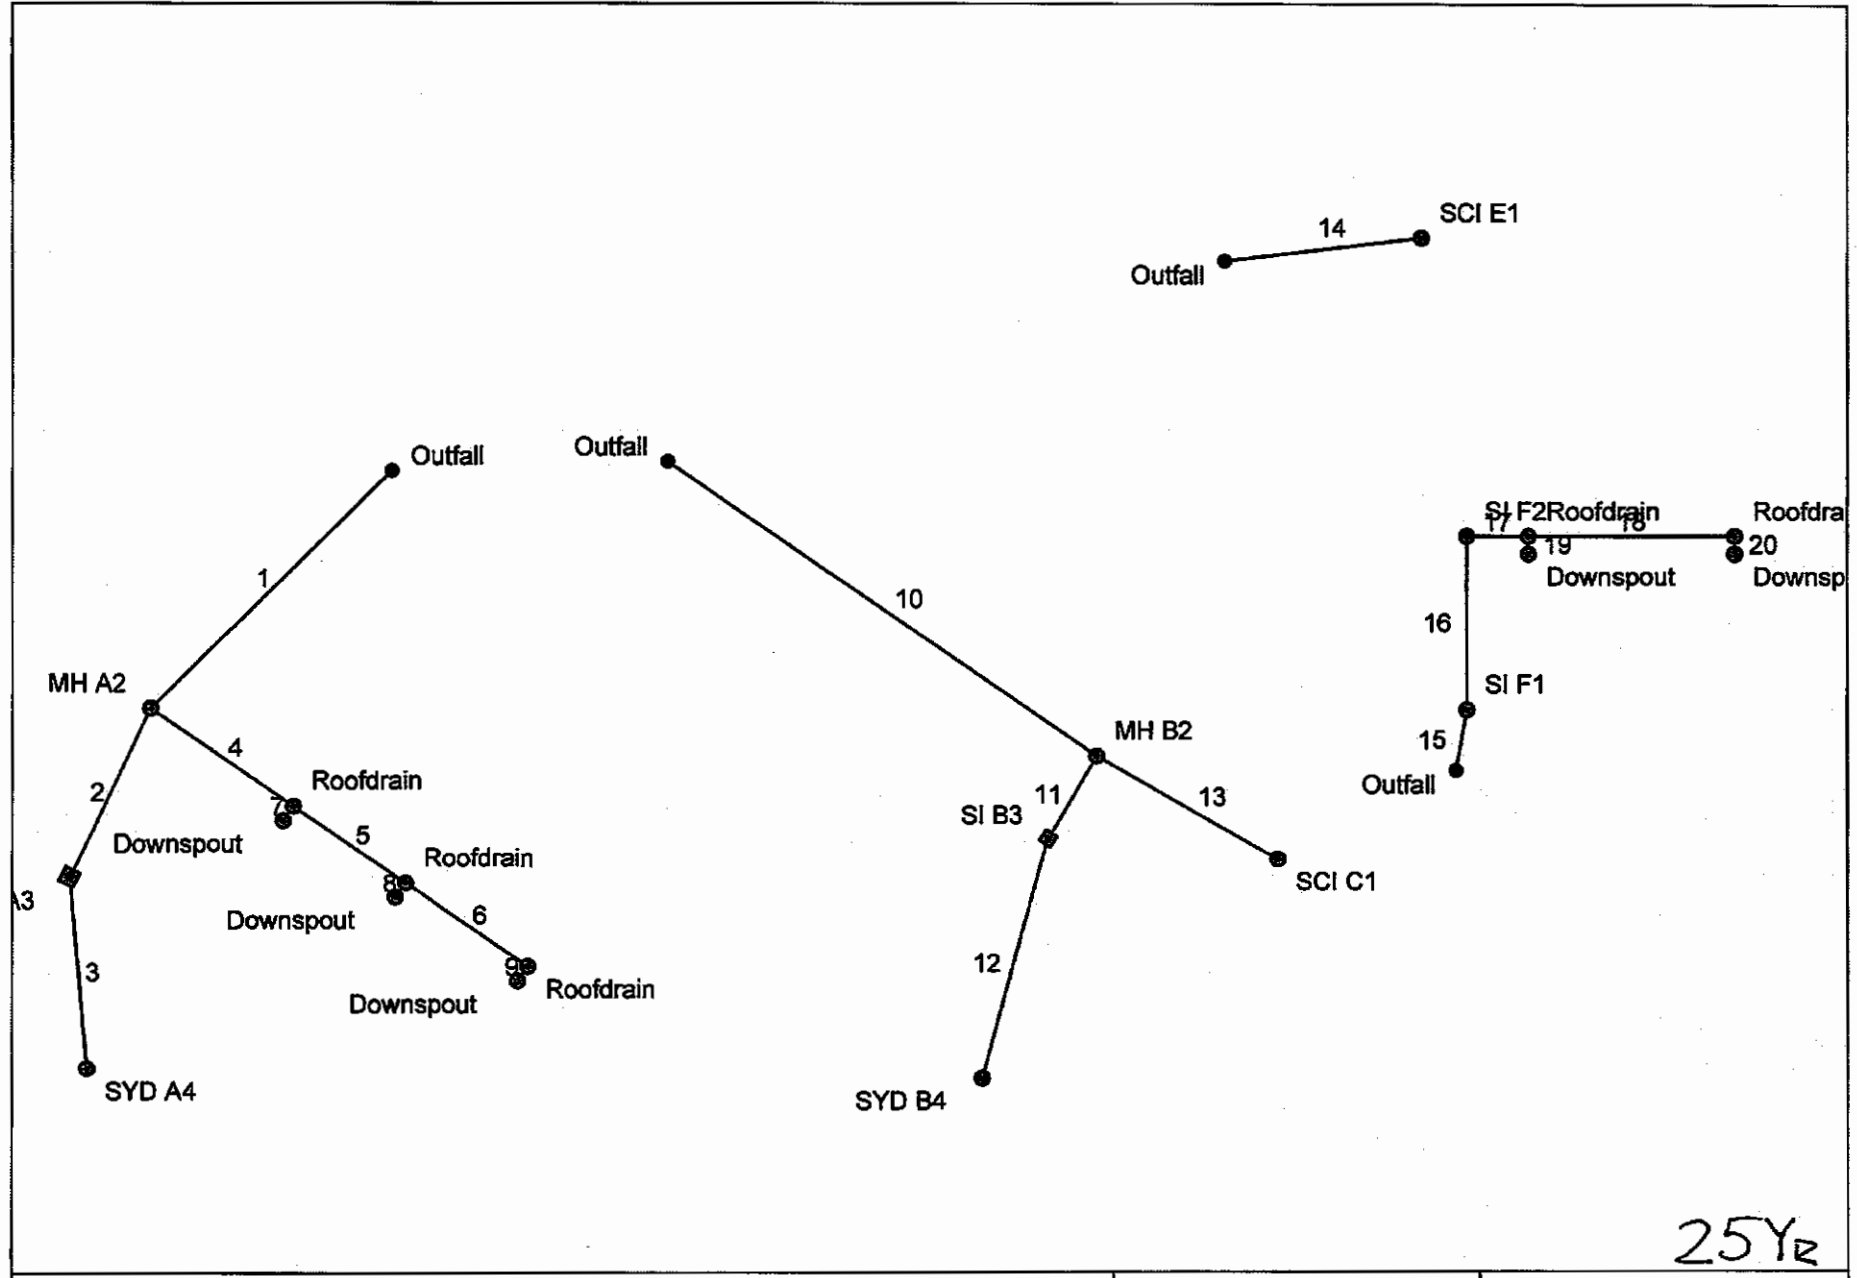 SCI E1
14
Outfall
Outfall
Outfall
SI F2 Roofdrain
Roofdra
17
18
19
20
Downspout
Downsp
1
10
16
MH A2
SI F1
MH B2
15
4
Outfall
Roofdrain
2
7
11
13
SI B3
5
Downspout
Roofdrain
8
SCI C1
A3
6
Downspout
12
9
3
Roofdrain
Downspout
SYD A4
SYD B4
25YR